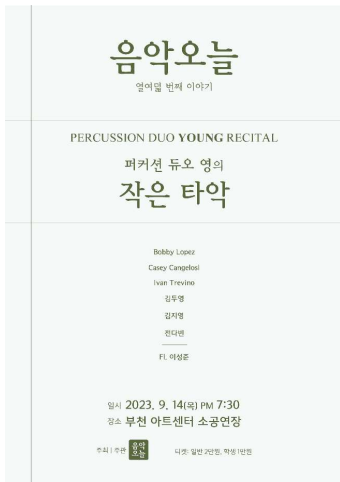 음악오늘
열여덟 번째 이야기
PERCUSSION DUO YOUNG RECITAL
퍼커션 듀오 영의
작은 타악
Bobby Lopez
Casey Cangelosi
Ivan Trevino
김두영
김지영
전다빈
Fl. 이성준
일시 2023. 9. 14(목) PM 7:30
장소 부천 아트센터 소공연장
주최 | 주관 음악오늘
티켓: 일반 2만원, 학생 1만원